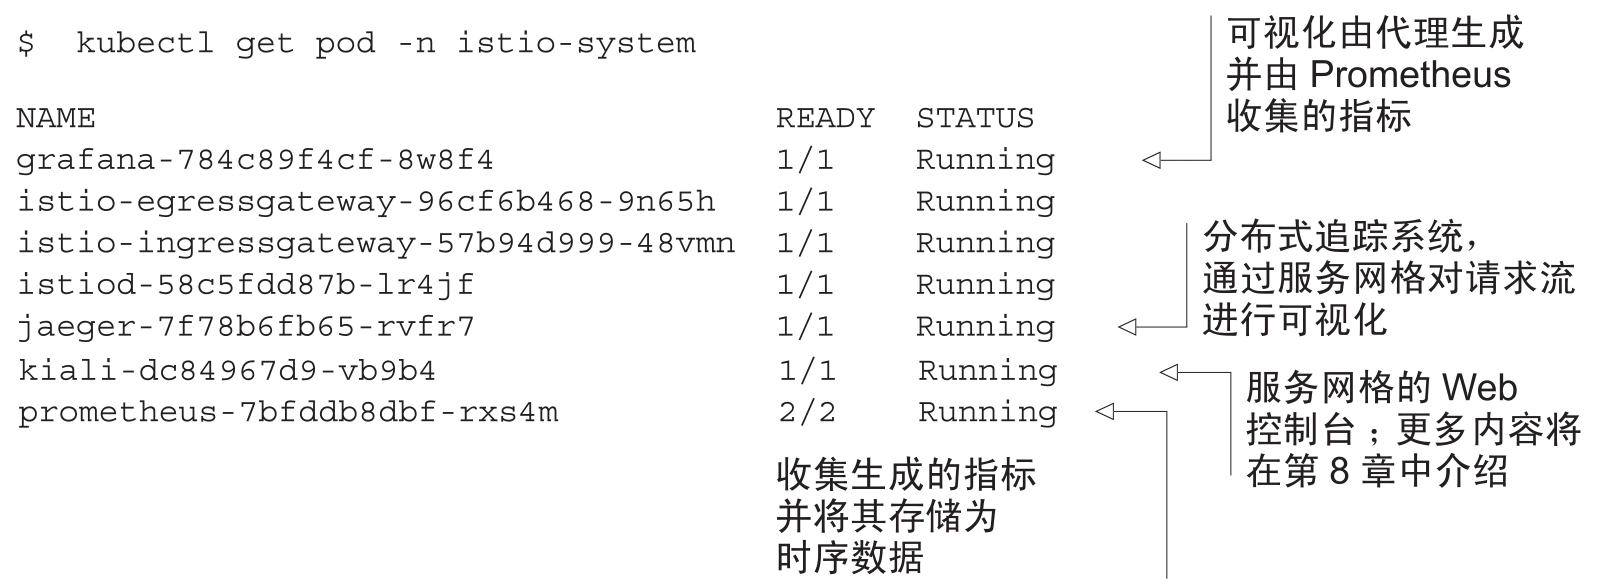 $  kubectl get pod -n istio-system
NAME                                  READY  STATUS
grafana-784c89f4cf-8w8f4              1/1    Running
istio-egressgateway-96cf6b468-9n65h   1/1    Running
istio-ingressgateway-57b94d999-48vmn  1/1    Running
istiod-58c5fdd87b-lr4jf               1/1    Running
jaeger-7f78b6fb65-rvfr7               1/1    Running
kiali-dc84967d9-vb9b4                 1/1    Running
prometheus-7bfddb8dbf-rxs4m           2/2    Running
可视化由代理生成
并由 Prometheus
收集的指标
分布式追踪系统，
通过服务网格对请求流
进行可视化
服务网格的 Web
控制台；更多内容将
在第 8 章中介绍
收集生成的指标
并将其存储为
时序数据